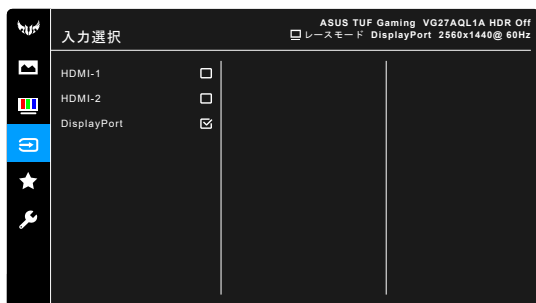 ASUS TUF Gaming VG27AQL1A HDR Off
入力選択
レースモード DisplayPort 2560x1440@ 60Hz
HDMI-1
HDMI-2
DisplayPort